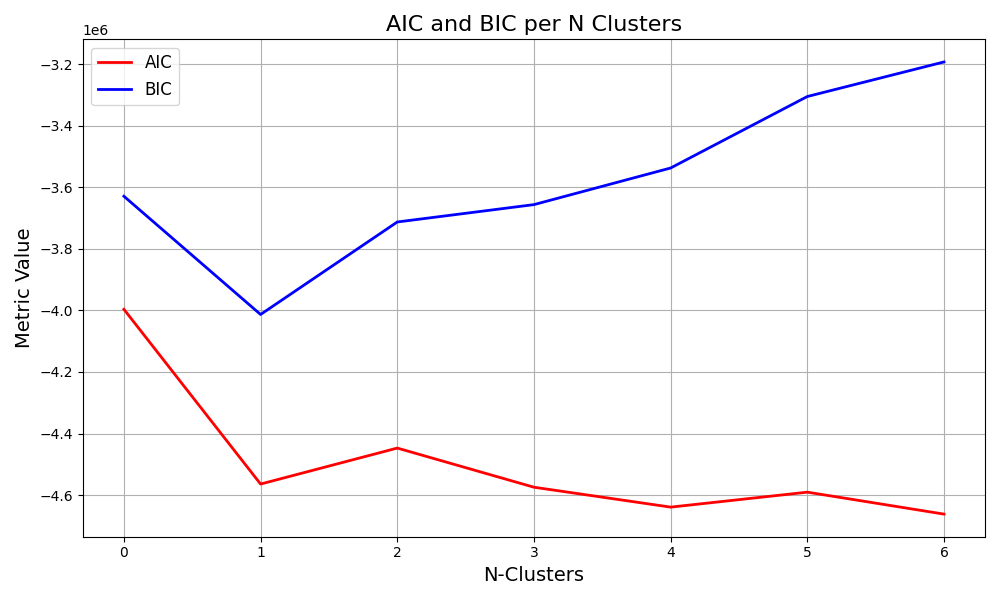 AIC and BIC per N Clusters
1e6
AIC
BIC
Metric Value
−3.2
−3.4
−3.6
−3.8
−4.0
−4.2
−4.4
−4.6
0 1 2 3 4 5 6
N-Clusters